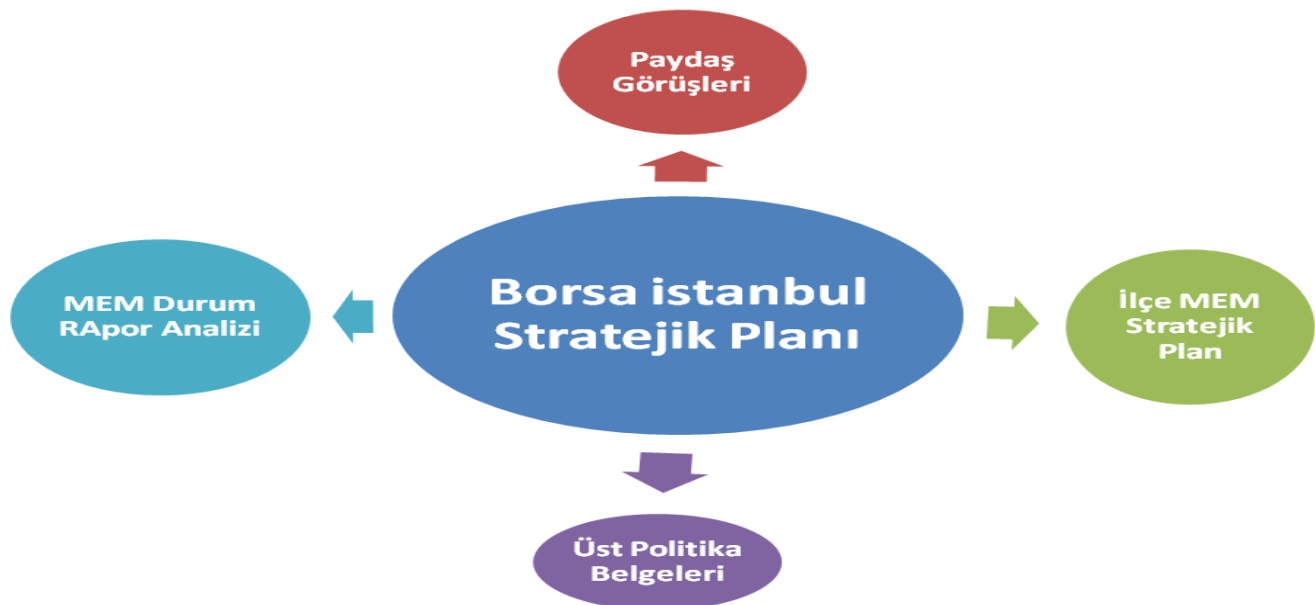 Paydaş
Görüşleri
Borsa istanbul
Stratejik Planı
MEM Durum
RApor Analizi
İlçe MEM
Stratejik
Plan
Üst Politika
Belgeleri